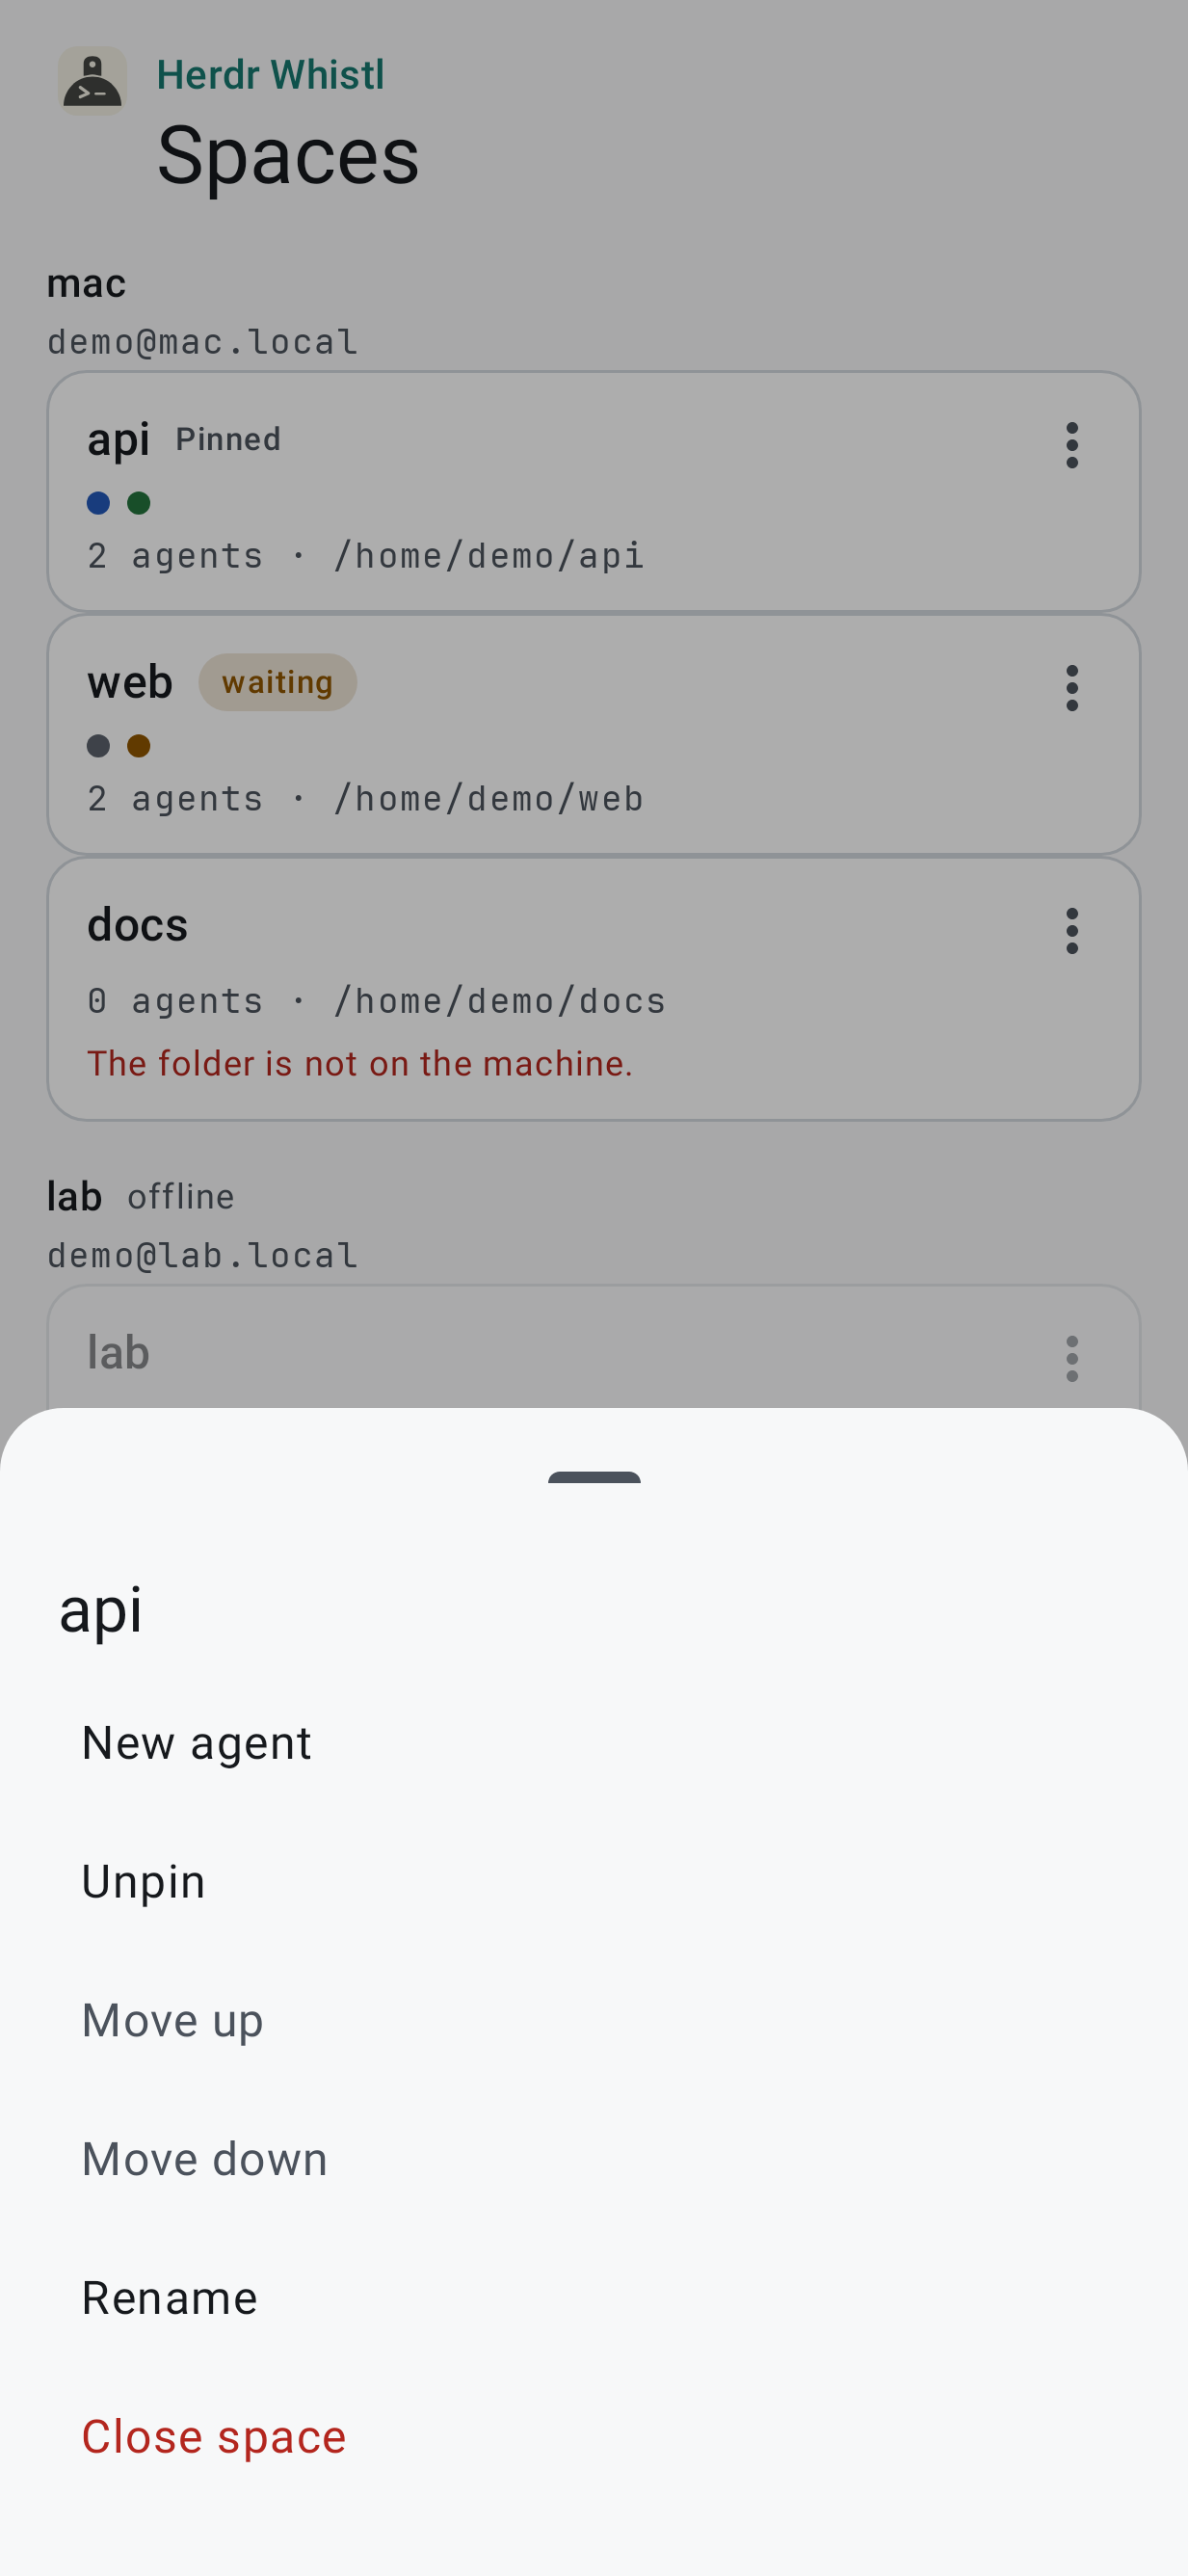 Herdr Whistl
Spaces
mac
demo@mac.local
api Pinned
2 agents · /home/demo/api
web waiting
2 agents · /home/demo/web
docs
0 agents · /home/demo/docs
The folder is not on the machine.
lab offline
demo@lab.local
lab
api
New agent
Unpin
Move up
Move down
Rename
Close space